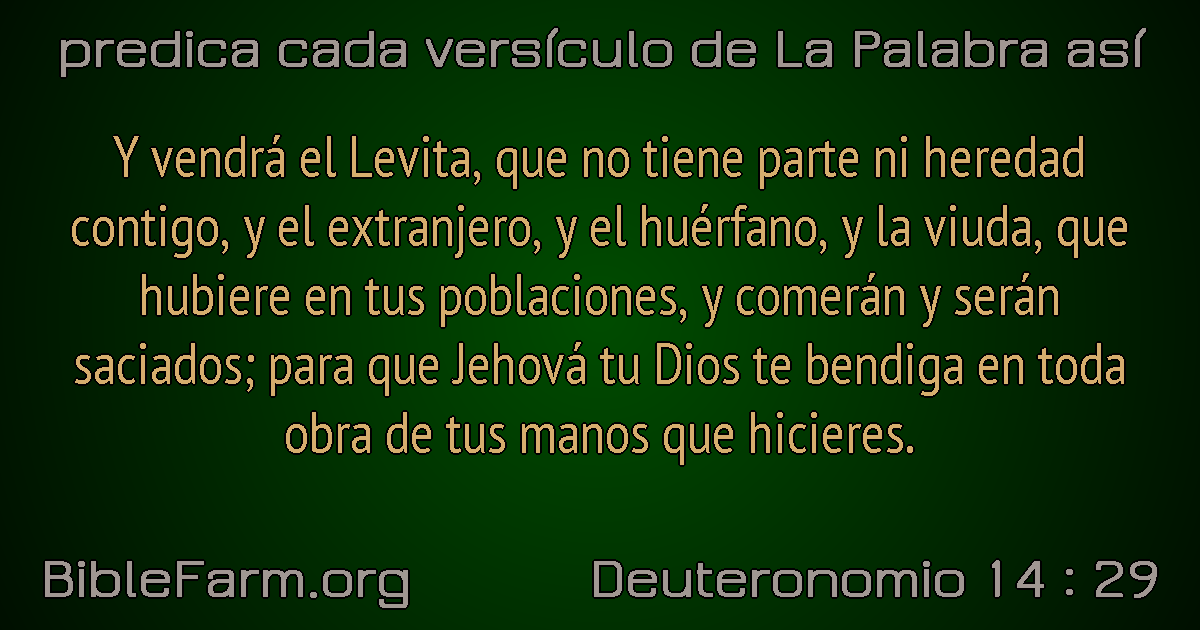 predica cada versículo de La Palabra así
Y vendrá el Levita, que no tiene parte ni heredad
contigo, y el extranjero, y el huérfano, y la viuda, que
hubiere en tus poblaciones, y comerán y serán
saciados; para que Jehová tu Dios te bendiga en toda
obra de tus manos que hicieres.
BibleFarm.org Deuteronomio 14 : 29